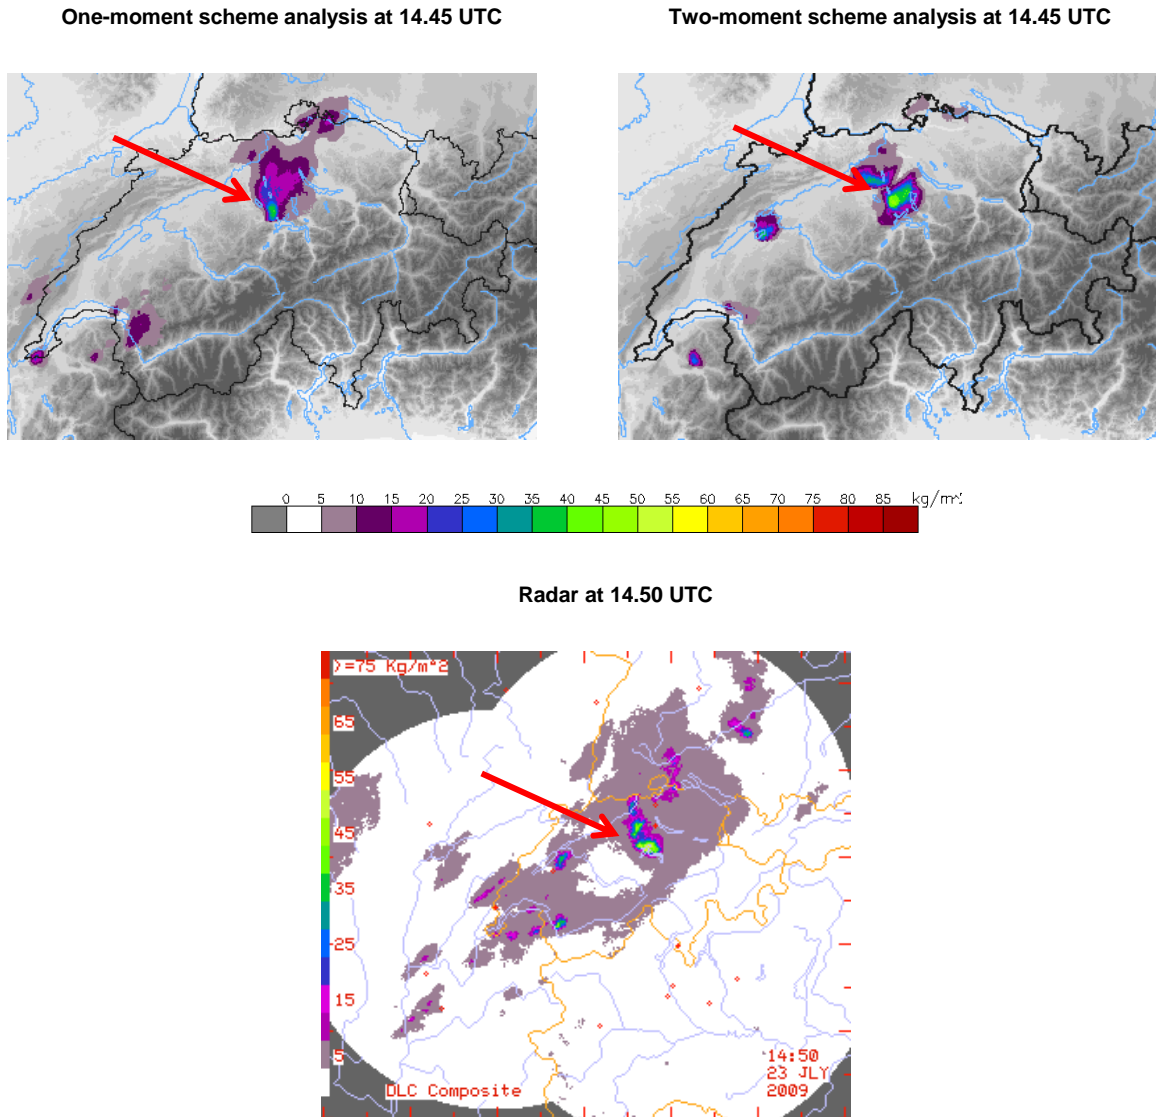 One-moment scheme analysis at 14.45 UTC
Two-moment scheme analysis at 14.45 UTC
0 5 10 15 20 25 30 35 40 45 50 55 60 65 70 75 80 85 kg/m²
Radar at 14.50 UTC
>=75 Kg/m^2
65
55
45
35
25
15
5
14:50
23 JLY
2009
DLC Composite